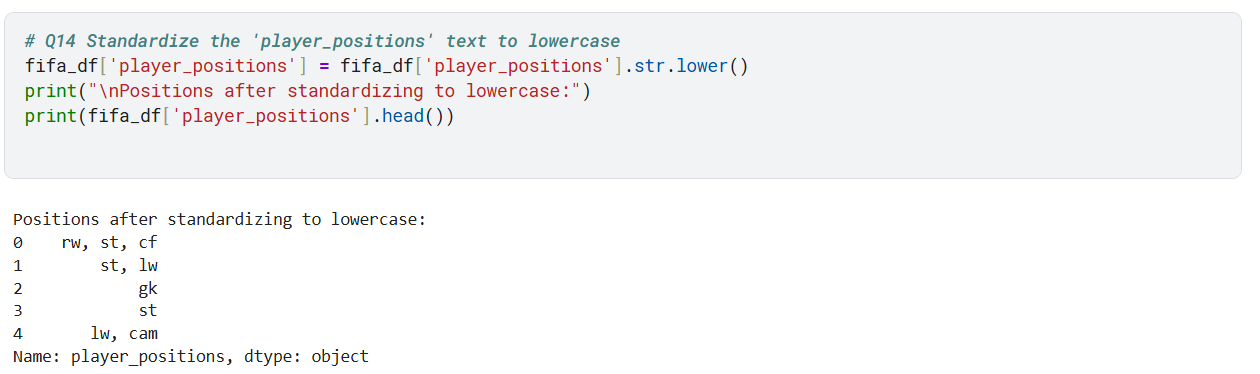 # Q14 Standardize the 'player_positions' text to lowercase
fifa_df['player_positions'] = fifa_df['player_positions'].str.lower()
print("\nPositions after standardizing to lowercase:")
print(fifa_df['player_positions'].head())
Positions after standardizing to lowercase:
0    rw, st, cf
1        st, lw
2            gk
3            st
4       lw, cam
Name: player_positions, dtype: object